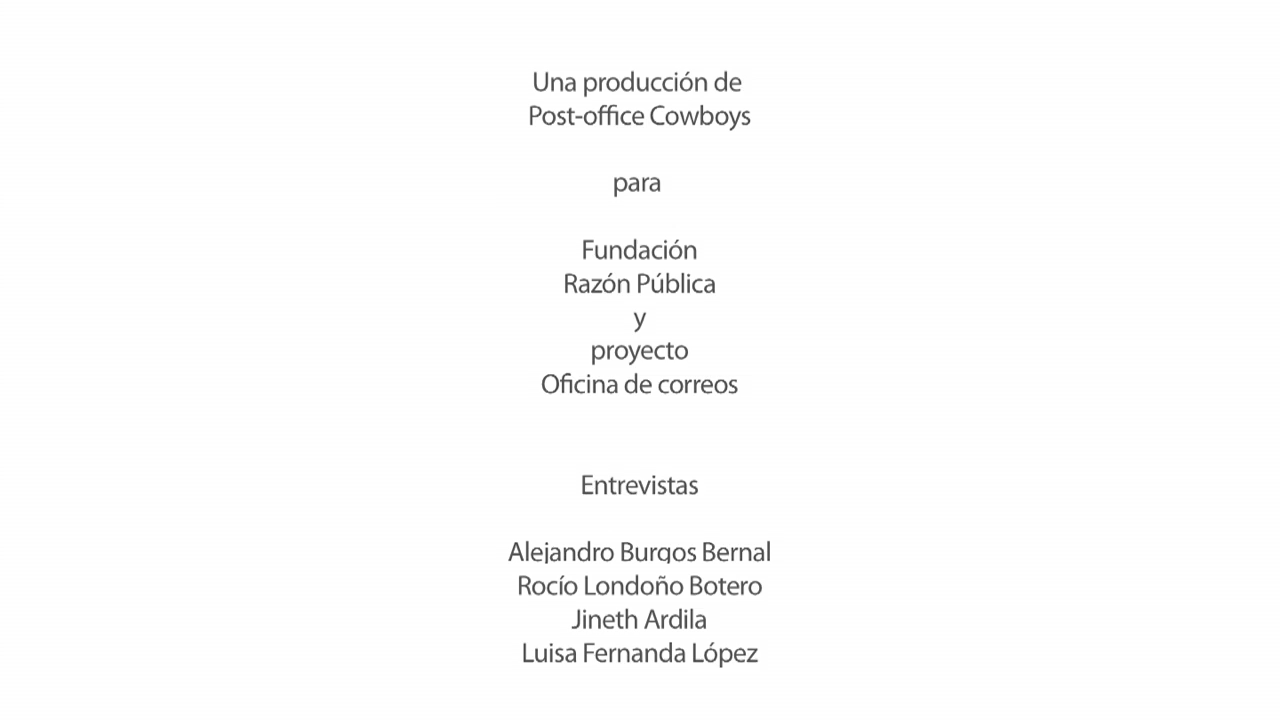 Una producción de
Post-office Cowboys
para
Fundación
Razón Pública
y
proyecto
Oficina de correos
Entrevistas
Alejandro Burgos Bernal
Rocío Londoño Botero
Jineth Ardila
Luisa Fernanda López